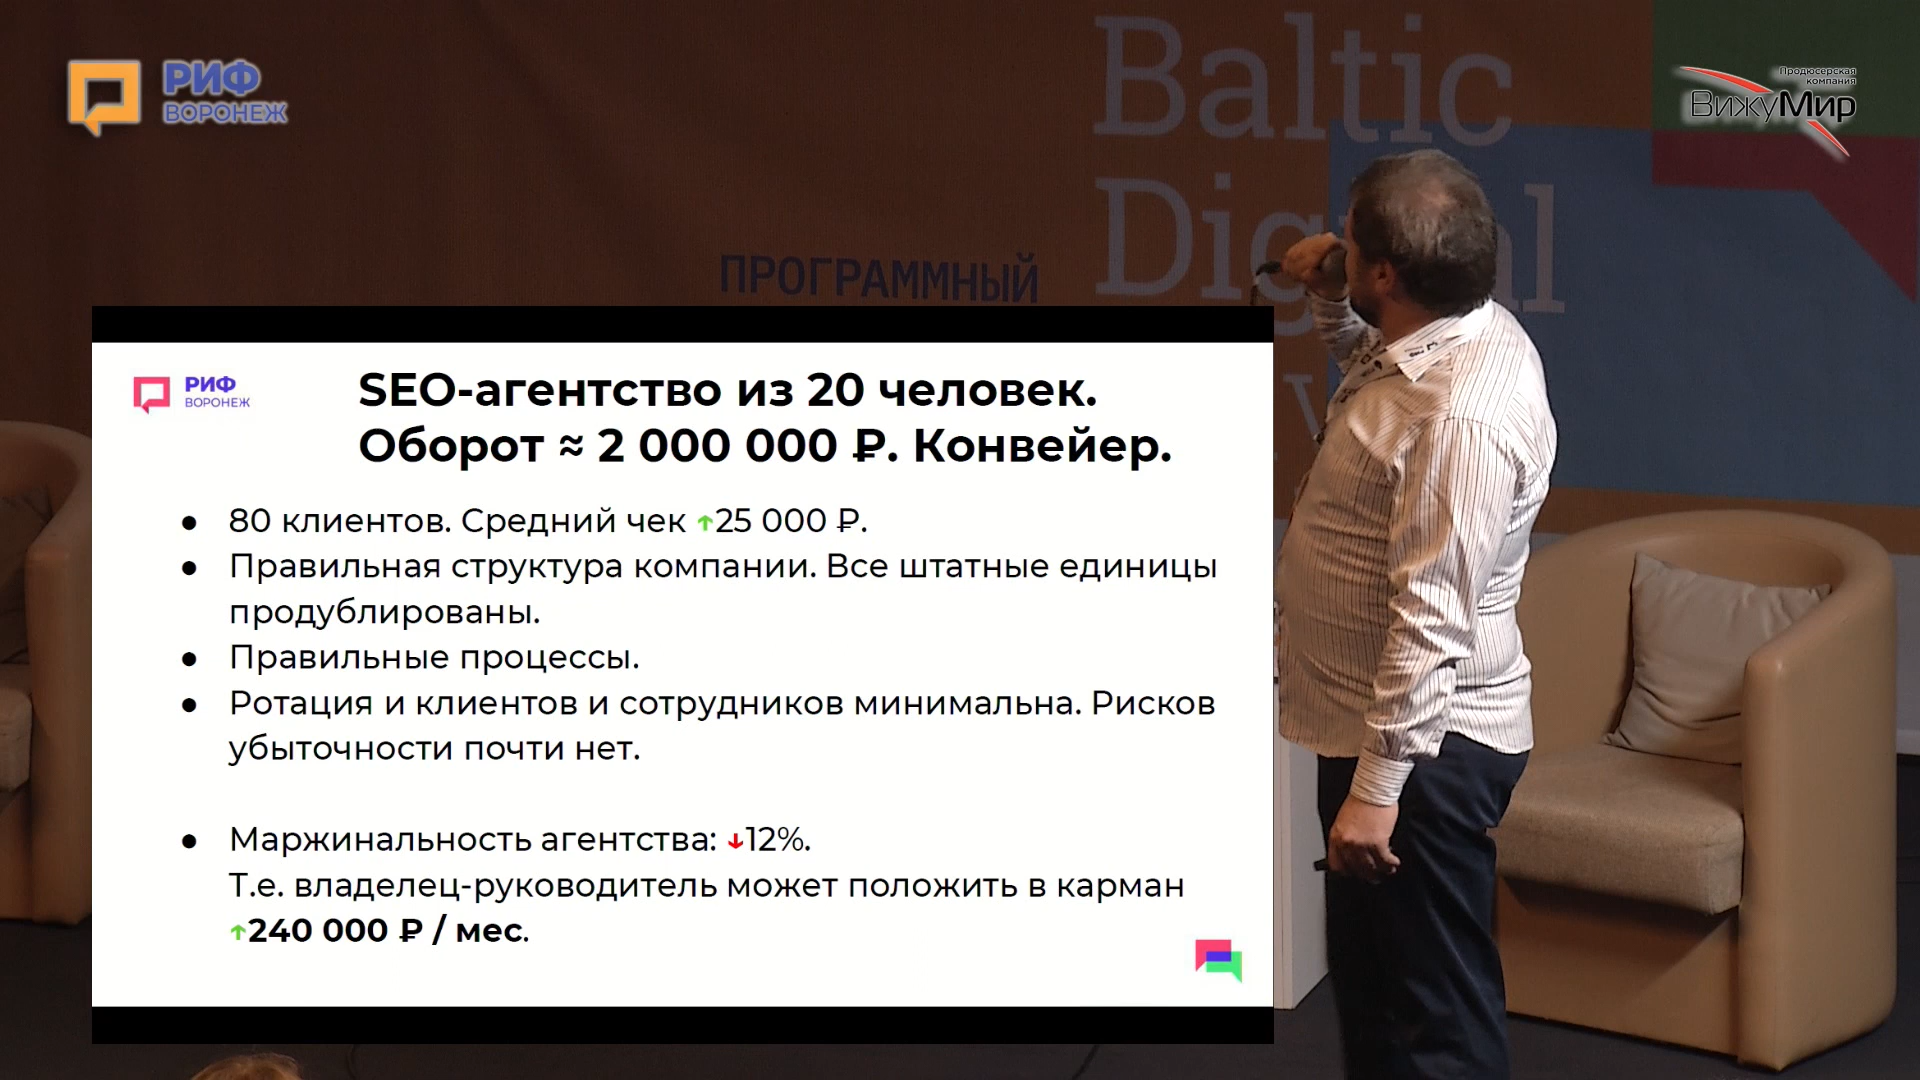 РИФ
ВОРОНЕЖ
Baltic
Digital
Продюсерская
компания
ВижуМир
ПРОГРАММНЫЙ
РИФ
ВОРОНЕЖ
SEO-агентство из 20 человек.
Оборот ≈ 2 000 000 ₽. Конвейер.
● 80 клиентов. Средний чек ↑25 000 ₽.
● Правильная структура компании. Все штатные единицы
продублированы.
● Правильные процессы.
● Ротация и клиентов и сотрудников минимальна. Рисков
убыточности почти нет.
● Маржинальность агентства: ↓12%.
Т.е. владелец-руководитель может положить в карман
↑240 000 ₽ / мес.